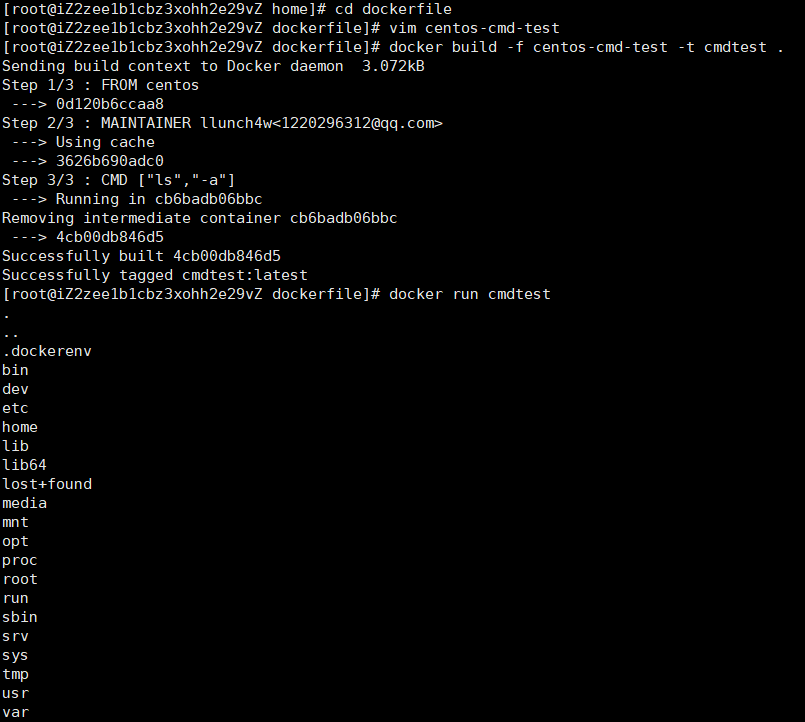 [root@iZ2zee1b1cbz3xohh2e29vZ home]# cd dockerfile
[root@iZ2zee1b1cbz3xohh2e29vZ dockerfile]# vim centos-cmd-test
[root@iZ2zee1b1cbz3xohh2e29vZ dockerfile]# docker build -f centos-cmd-test -t cmdtest .
Sending build context to Docker daemon  3.072kB
Step 1/3 : FROM centos
 ---> 0d120b6ccaa8
Step 2/3 : MAINTAINER llunch4w<1220296312@qq.com>
 ---> Using cache
 ---> 3626b690adc0
Step 3/3 : CMD ["ls","-a"]
 ---> Running in cb6badb06bbc
Removing intermediate container cb6badb06bbc
 ---> 4cb00db846d5
Successfully built 4cb00db846d5
Successfully tagged cmdtest:latest
[root@iZ2zee1b1cbz3xohh2e29vZ dockerfile]# docker run cmdtest
.
..
.dockerenv
bin
dev
etc
home
lib
lib64
lost+found
media
mnt
opt
proc
root
run
sbin
srv
sys
tmp
usr
var